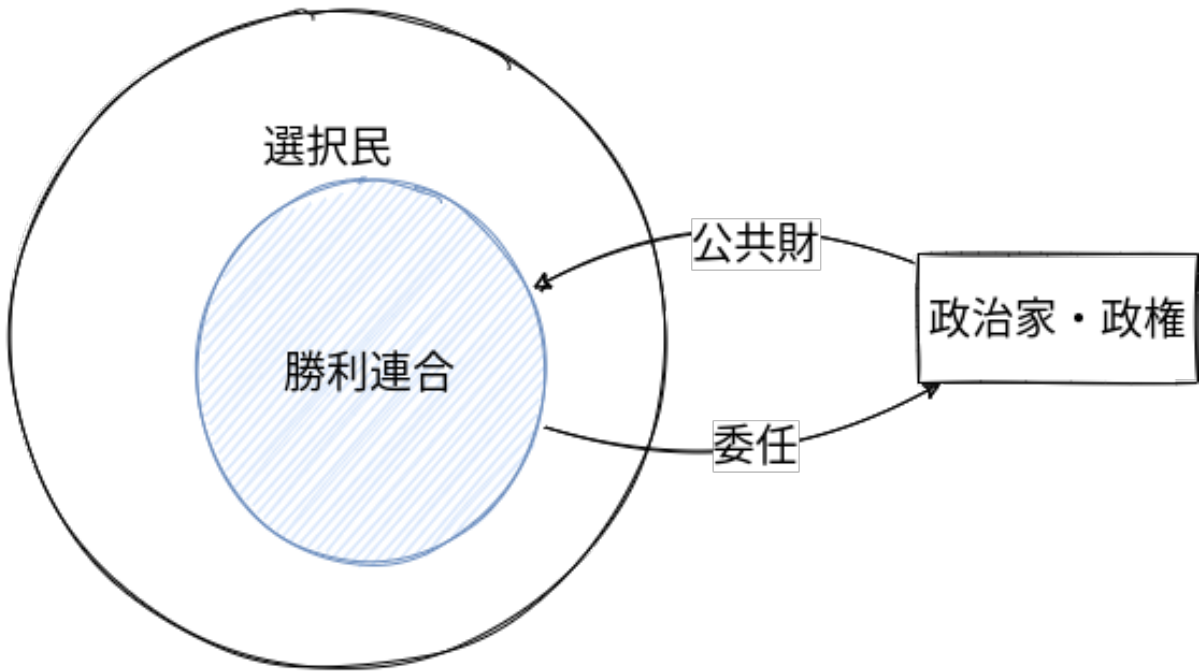 選択民
公共財
政治家・政権
勝利連合
委任